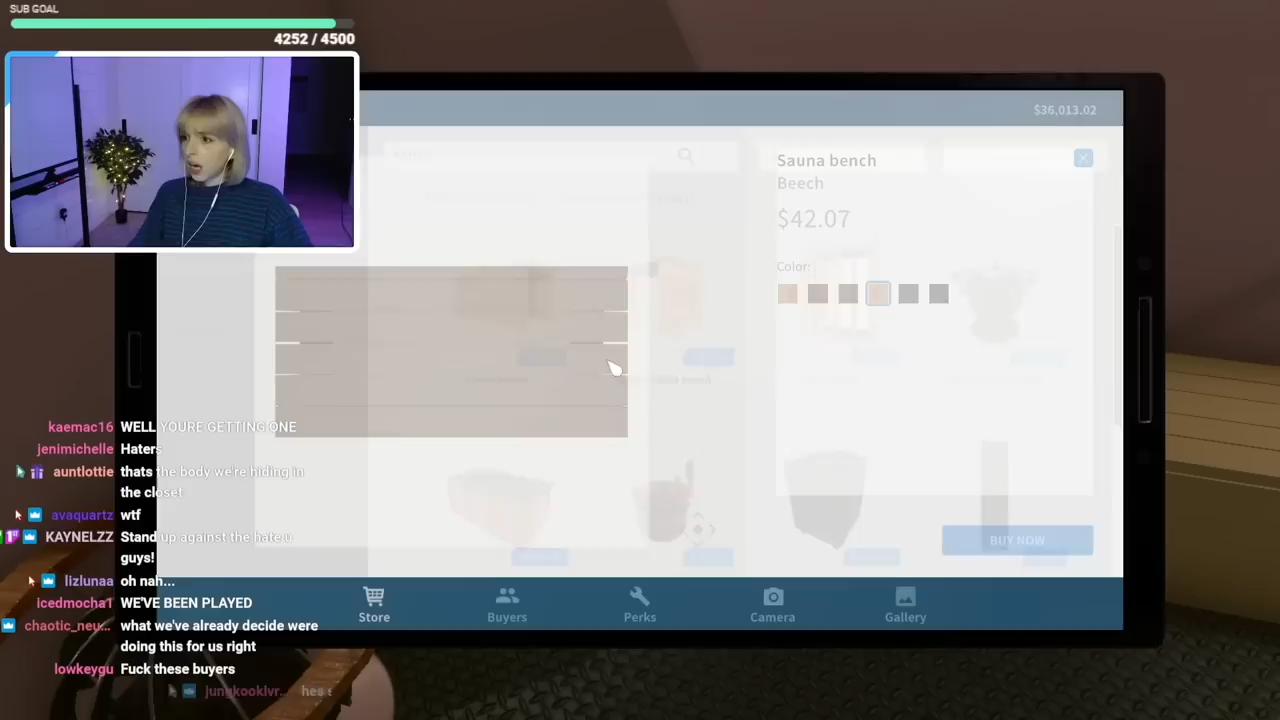 SUB GOAL
4252 / 4500
$36,013.02
Sauna bench
Beech
$42.07
Color:
BUY NOW
kaemac16 WELL YOURE GETTING ONE
jenimichelle Haters
auntlottie thats the body we're hiding in
the closet
avaquartz wtf
KAYNELZZ Stand up against the hate u
guys!
lizlunaa oh nah...
icedmocha1 WE'VE BEEN PLAYED
chaotic_neu... what we've already decide were
doing this for us right
lowkeygu Fuck these buyers
jungkooklvr... hes
Store
Buyers
Perks
Camera
Gallery